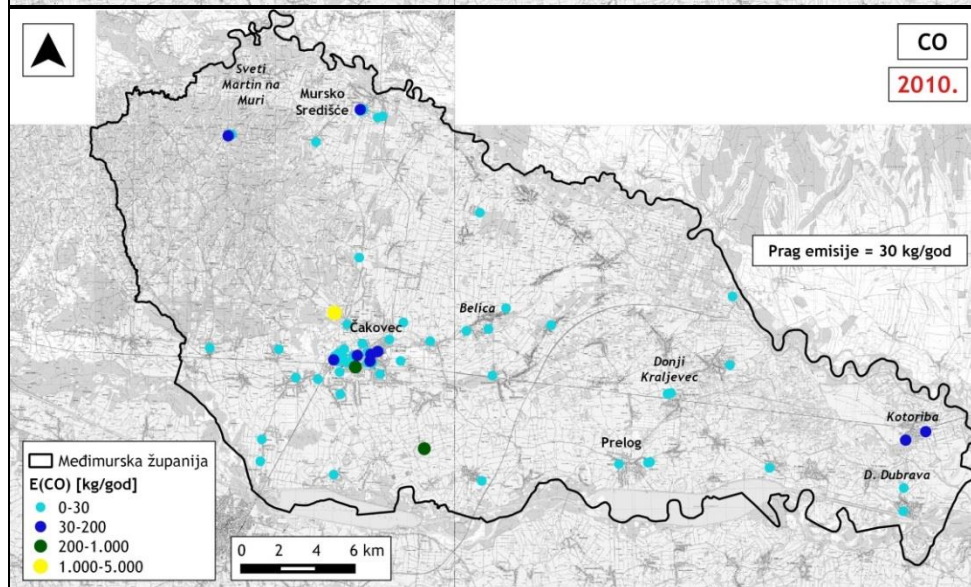 CO
2010.
Sveti
Martin na
Muri
Mursko
Središće
Prag emisije = 30 kg/god
Belica
Čakovec
Donji
Kraljevec
Kotoriba
Prelog
D. Dubrava
Međimurska županija
E(CO) [kg/god]
0-30
30-200
200-1.000
1.000-5.000
0 2 4 6 km